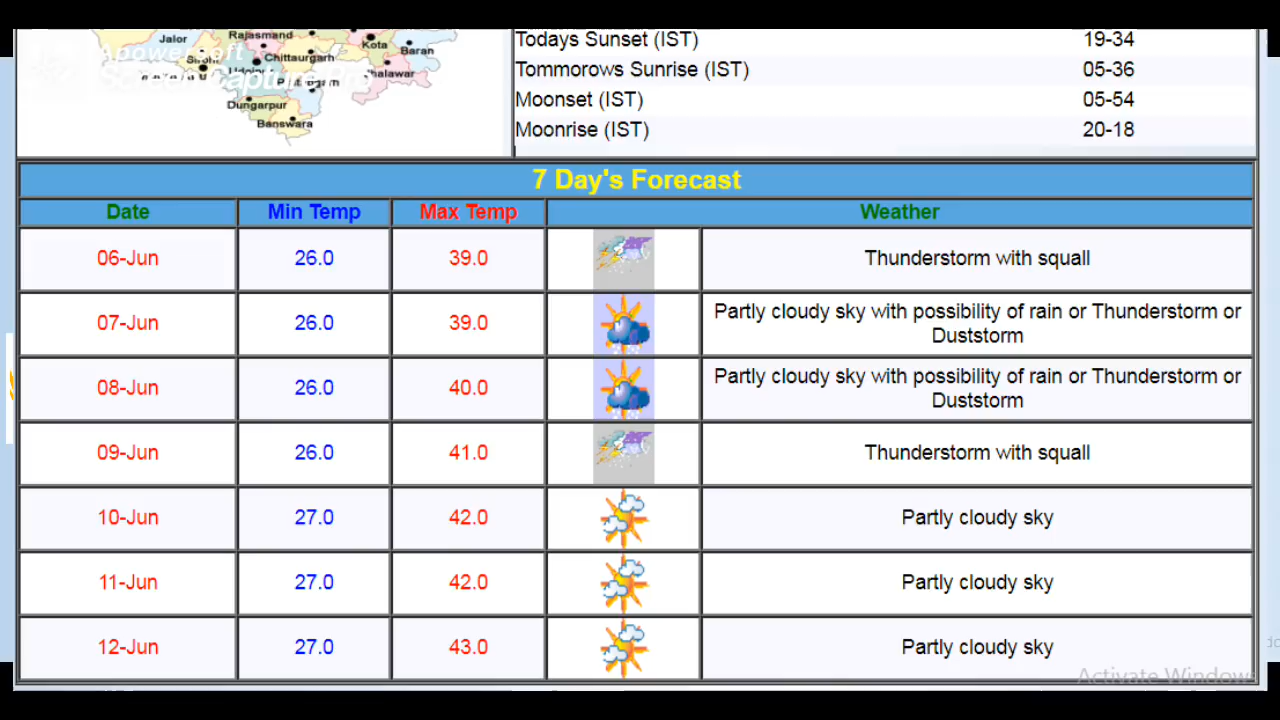 Jalor
Rajasmand
Kota
Baran
Apowersoft
Sirohi
Chittaurgarh
Jhalawar
Screen Capture Pro
Dungarpur
Banswara
Todays Sunset (IST) 19-34
Tommorows Sunrise (IST) 05-36
Moonset (IST) 05-54
Moonrise (IST) 20-18
7 Day's Forecast
Date Min Temp Max Temp Weather
06-Jun 26.0 39.0 Thunderstorm with squall
07-Jun 26.0 39.0 Partly cloudy sky with possibility of rain or Thunderstorm or
Duststorm
08-Jun 26.0 40.0 Partly cloudy sky with possibility of rain or Thunderstorm or
Duststorm
09-Jun 26.0 41.0 Thunderstorm with squall
10-Jun 27.0 42.0 Partly cloudy sky
11-Jun 27.0 42.0 Partly cloudy sky
12-Jun 27.0 43.0 Partly cloudy sky
Activate Windows